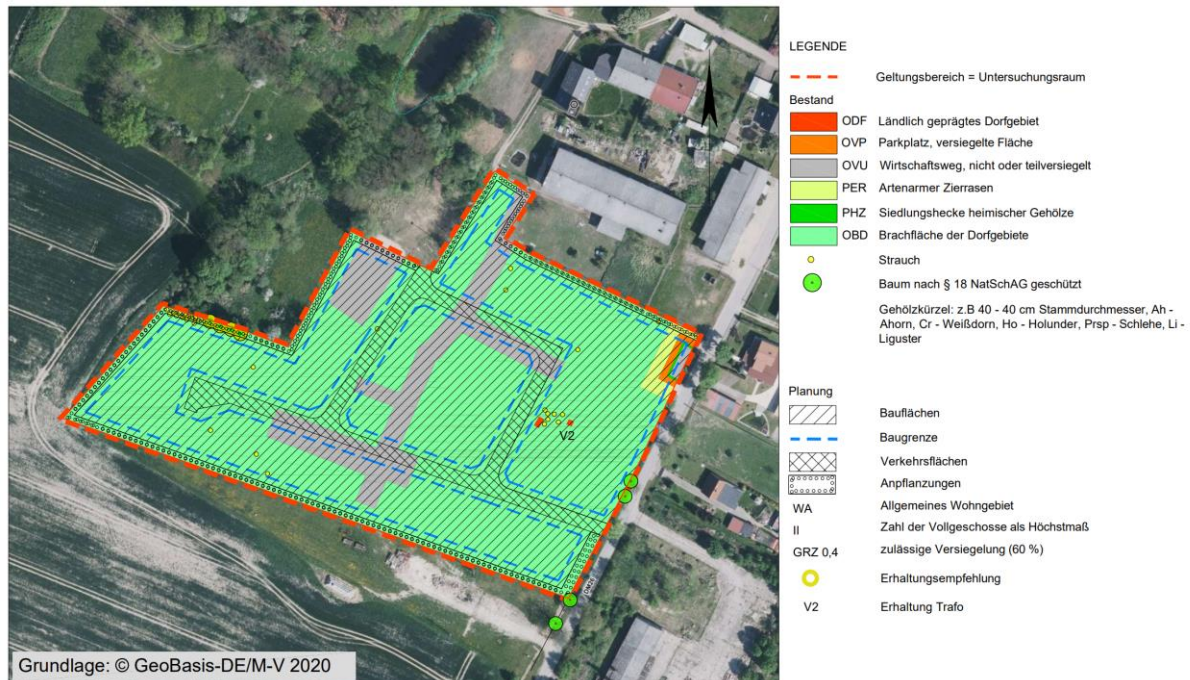 LEGENDE
Geltungsbereich = Untersuchungsraum
Bestand
ODF Ländlich geprägtes Dorfgebiet
OVP Parkplatz, versiegelte Fläche
OVU Wirtschaftsweg, nicht oder teilversiegelt
PER Artenarmer Zierrasen
PHZ Siedlungshecke heimischer Gehölze
OBD Brachfläche der Dorfgebiete
Strauch
Baum nach § 18 NatSchAG geschützt
Gehölzkürzel: z.B 40 - 40 cm Stammdurchmesser, Ah -
Ahorn, Cr - Weißdorn, Ho - Holunder, Prsp - Schlehe, Li -
Liguster
Planung
Bauflächen
Baugrenze
Verkehrsflächen
Anpflanzungen
WA Allgemeines Wohngebiet
II Zahl der Vollgeschosse als Höchstmaß
GRZ 0,4 zulässige Versiegelung (60 %)
Erhaltungsempfehlung
V2 Erhaltung Trafo
V2
Grundlage: © GeoBasis-DE/M-V 2020